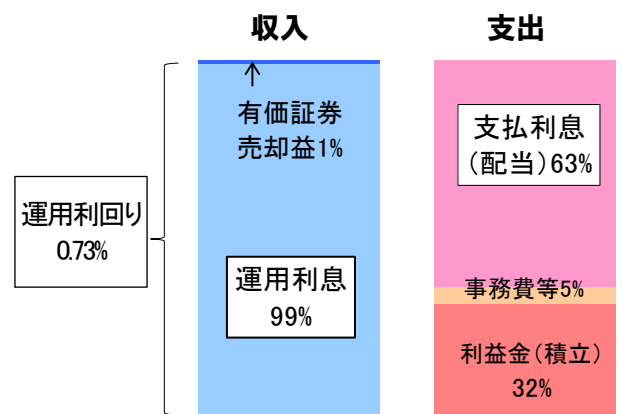 収入
支出
有価証券
売却益1%
支払利息
(配当)63%
運用利回り
0.73%
運用利息
99%
事務費等5%
利益金(積立)
32%